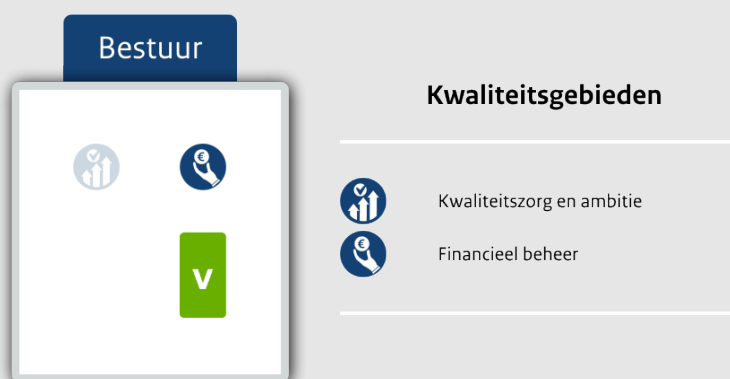 Bestuur
V
Kwaliteitsgebieden
€
Kwaliteitszorg en ambitie
€
Financieel beheer